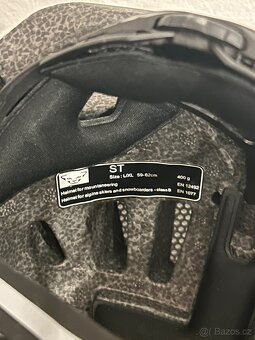 ST
Size: L/XL 59-62cm 400 g
Helmet for mountaineering EN 12492
Helmet for alpine skiers and snowboarders - class B EN 1077
© Bazos.cz